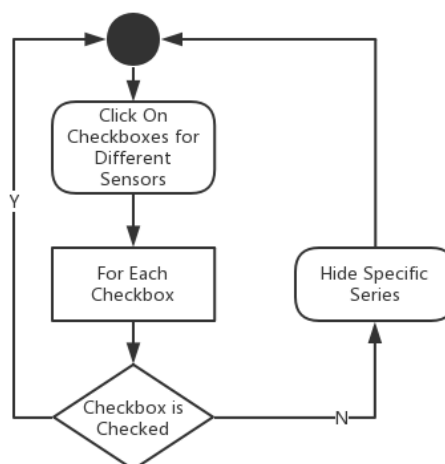 Click On
Checkboxes for
Different
Sensors
Y
For Each
Checkbox
Hide Specific
Series
Checkbox is
Checked
N